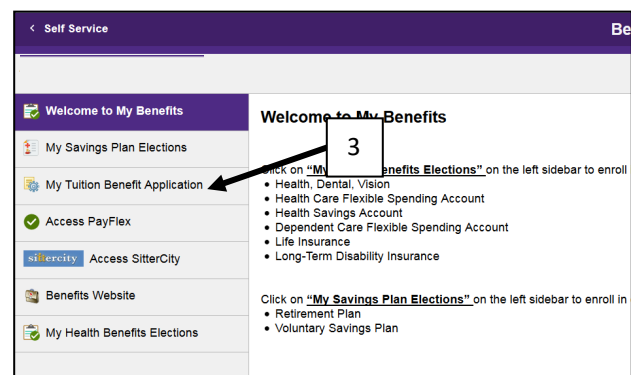 < Self Service
Be
Welcome to My Benefits
My Savings Plan Elections
My Tuition Benefit Application
Access PayFlex
sittercity Access SitterCity
Benefits Website
My Health Benefits Elections
Welcome to My Benefits
3
Click on "My enefits Elections" on the left sidebar to enroll
• Health, Dental, Vision
• Health Care Flexible Spending Account
• Health Savings Account
• Dependent Care Flexible Spending Account
• Life Insurance
• Long-Term Disability Insurance
Click on "My Savings Plan Elections" on the left sidebar to enroll in
• Retirement Plan
• Voluntary Savings Plan